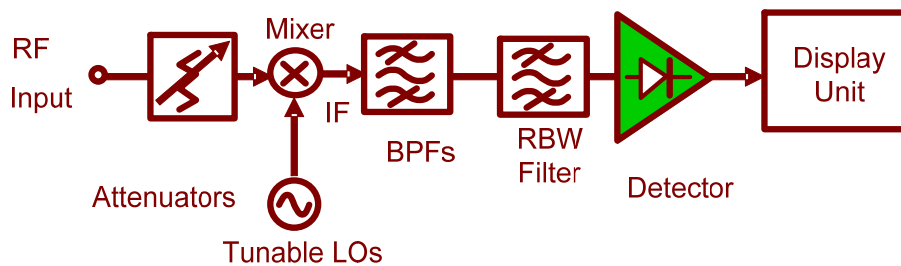 RF
Input
Attenuators
Mixer
Tunable LOs
IF
BPFs
RBW
Filter
Detector
Display
Unit